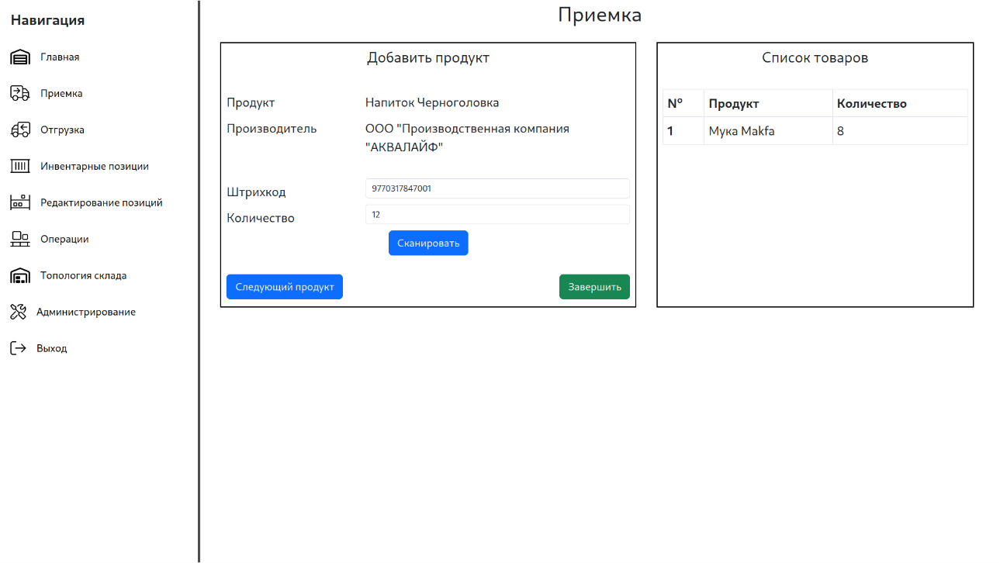 Навигация
Главная
Приемка
Отгрузка
Инвентарные позиции
Редактирование позиций
Операции
Топология склада
Администрирование
Выход
Приемка
Добавить продукт
Продукт Напиток Черноголовка
Производитель ООО "Производственная компания
"АКВАЛАЙФ"
Штрихкод 9770317847001
Количество 12
Сканировать
Следующий продукт Завершить
Список товаров
№ Продукт Количество
1 Мука Makfa 8